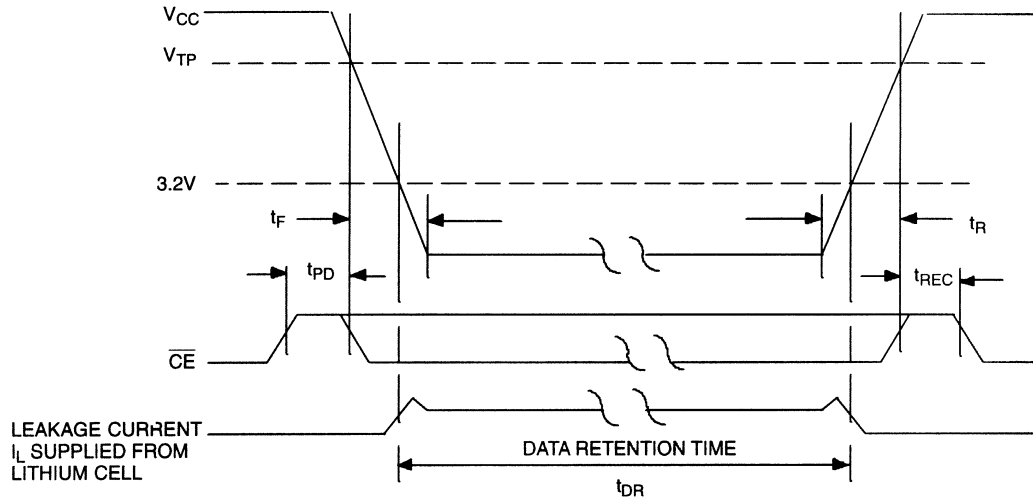 VCC
VTP
3.2V
tF
tR
tPD
tREC
CE
LEAKAGE CURRENT
IL SUPPLIED FROM
LITHIUM CELL
DATA RETENTION TIME
tDR